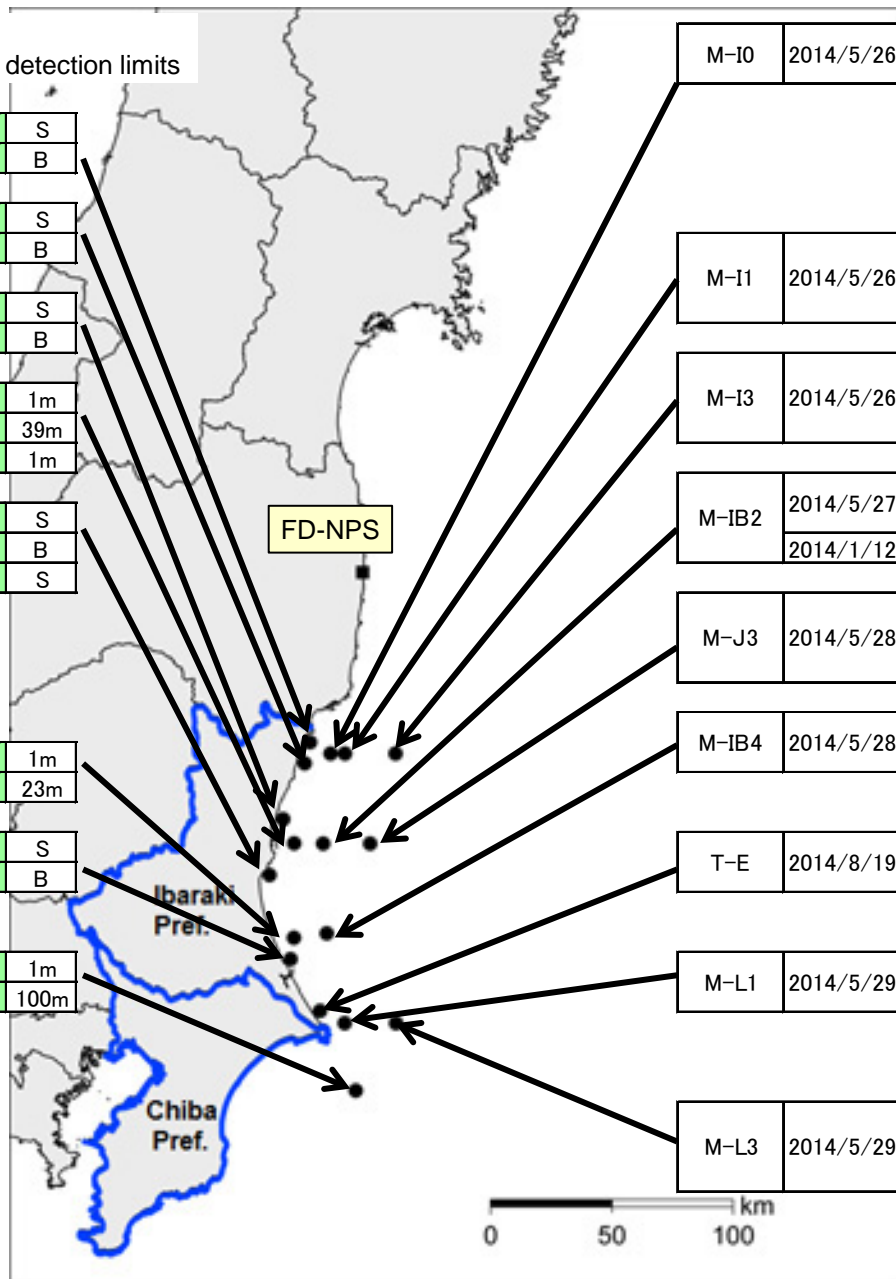 detection limits
S
B
S
B
S
B
1m
39m
1m
S
B
S
1m
23m
S
B
1m
100m
FD-NPS
Ibaraki
Pref.
Chiba
Pref.
M-I0 2014/5/26
M-I1 2014/5/26
M-I3 2014/5/26
M-IB2 2014/5/27
2014/1/12
M-J3 2014/5/28
M-IB4 2014/5/28
T-E 2014/8/19
M-L1 2014/5/29
M-L3 2014/5/29
km
0 50 100